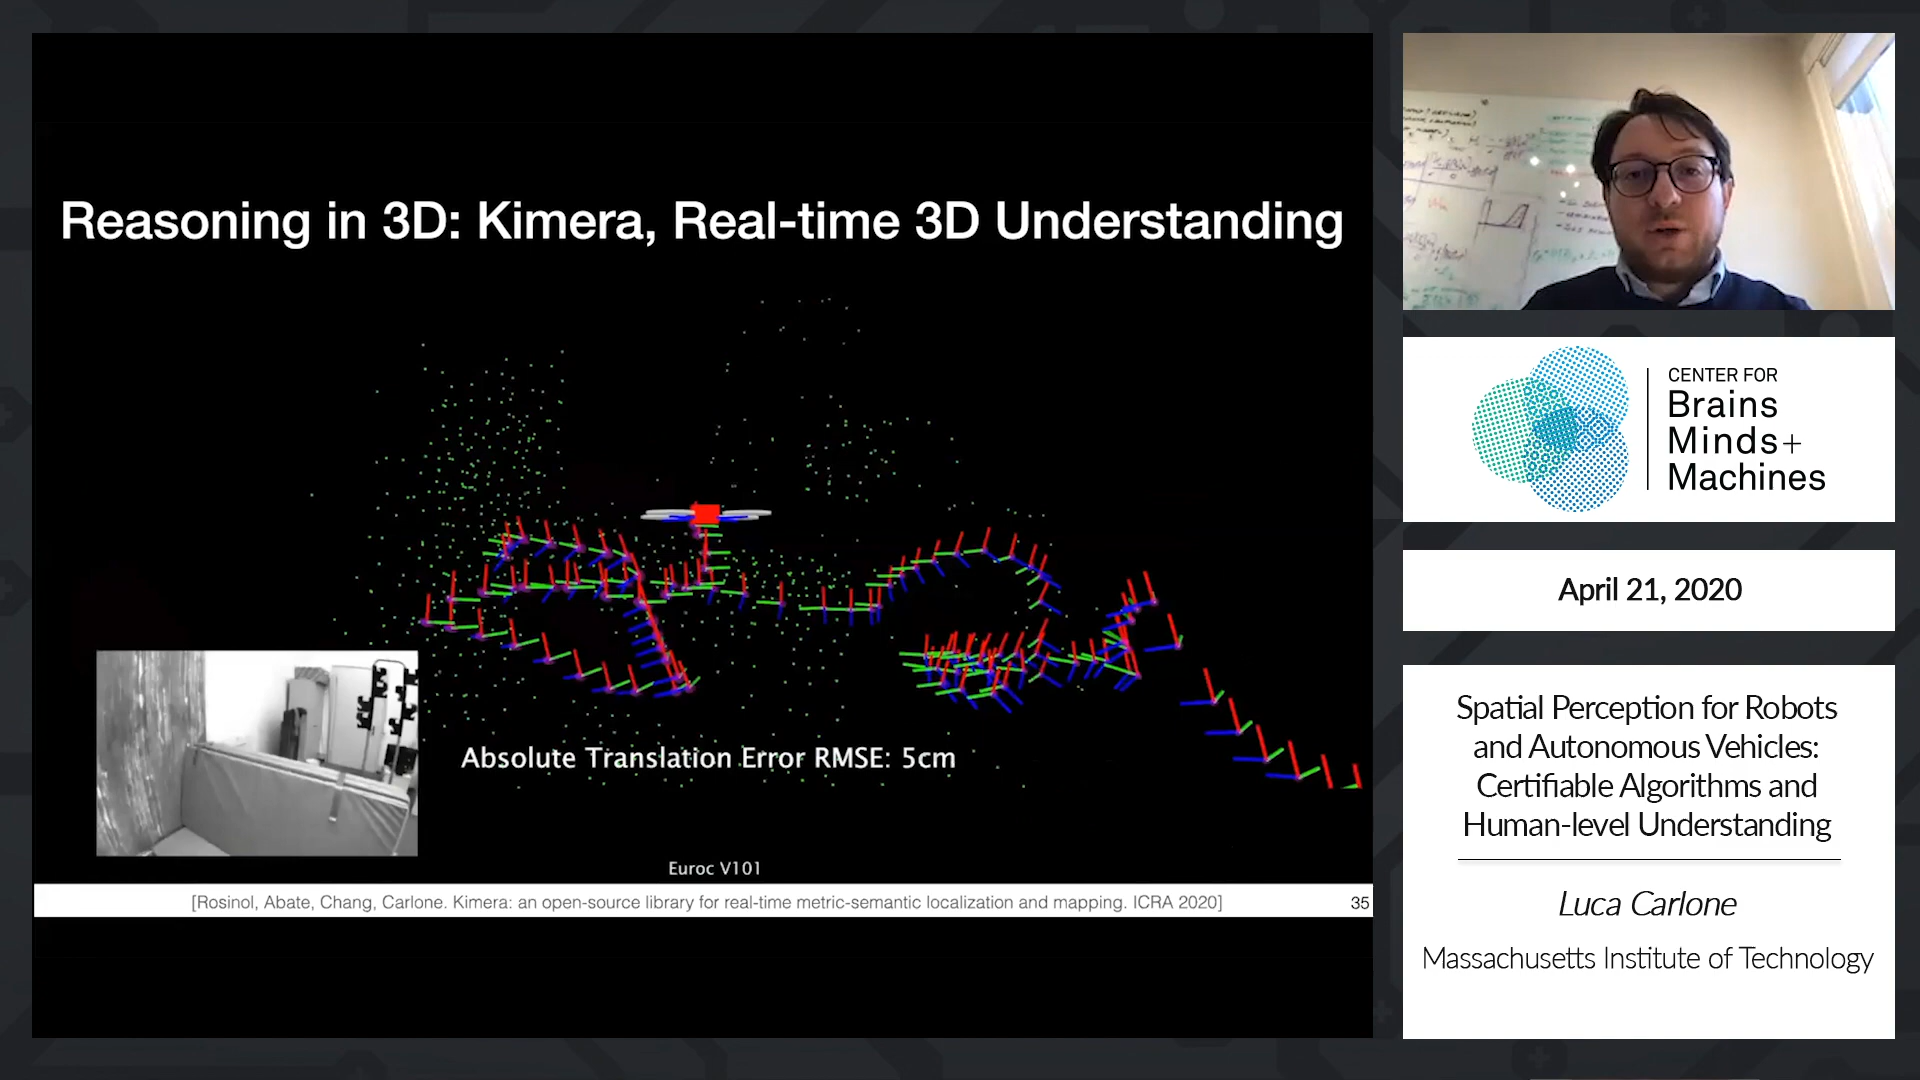 Reasoning in 3D: Kimera, Real-time 3D Understanding
Absolute Translation Error RMSE: 5cm
Euroc V101
[Rosinol, Abate, Chang, Carlone. Kimera: an open-source library for real-time metric-semantic localization and mapping. ICRA 2020]
35
CENTER FOR
Brains
Minds+
Machines
April 21, 2020
Spatial Perception for Robots
and Autonomous Vehicles:
Certifiable Algorithms and
Human-level Understanding
Luca Carlone
Massachusetts Institute of Technology